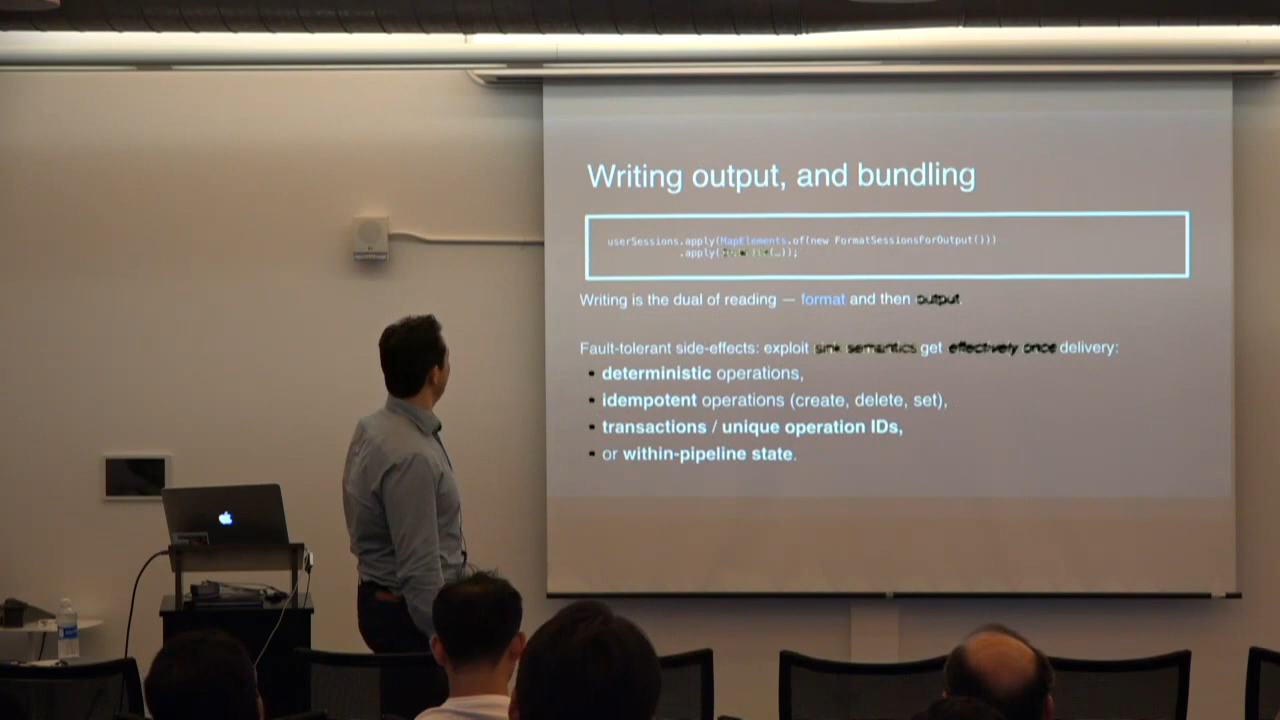 Writing output, and bundling
userSessions.apply(MapElements.of(new FormatSessionsForOutput()))
.apply(
(…));
Writing is the dual of reading — format and then output.
Fault-tolerant side-effects: exploit sink semantics get effectively once delivery:
• deterministic operations,
• idempotent operations (create, delete, set),
• transactions / unique operation IDs,
• or within-pipeline state.